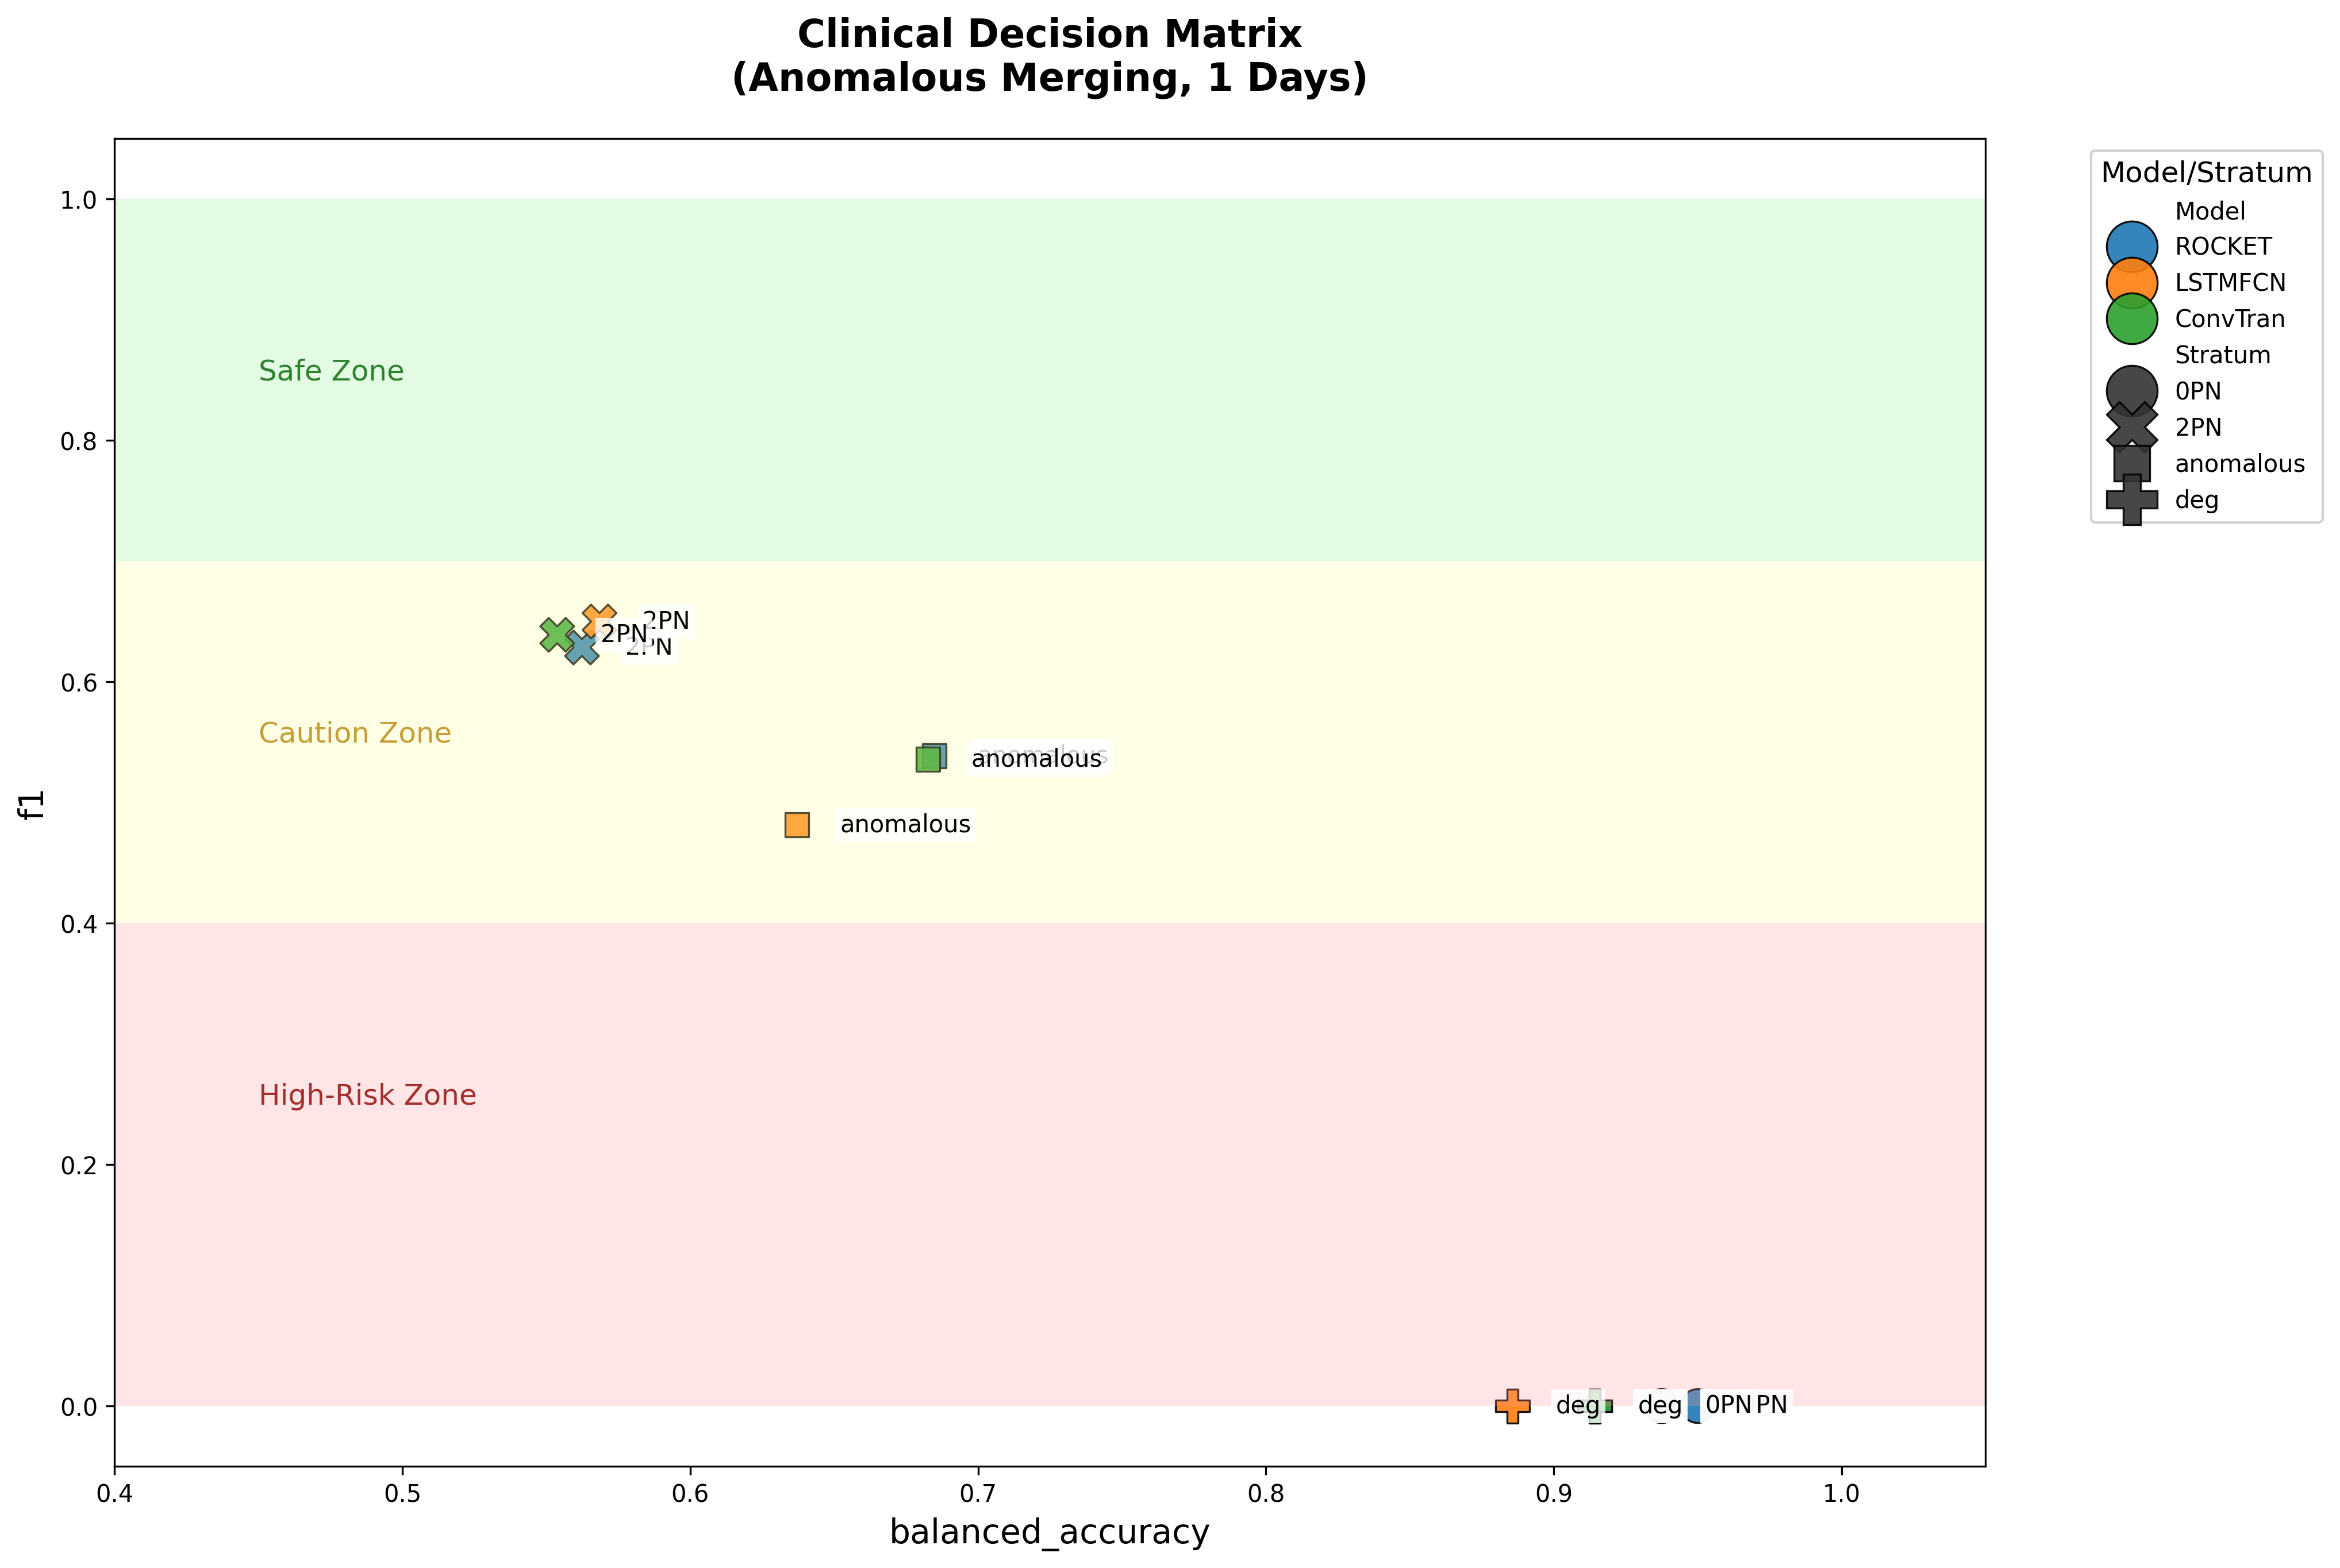 Clinical Decision Matrix
(Anomalous Merging, 1 Days)
Model/Stratum
Model
ROCKET
LSTMFCN
ConvTran
Stratum
0PN
2PN
anomalous
deg
1.0
0.8
0.6
0.4
0.2
0.0
f1
Safe Zone
Caution Zone
High-Risk Zone
2PN
2PN
2PN
anomalous
anomalous
anomalous
deg
deg
0PN
PN
0.4
0.5
0.6
0.7
0.8
0.9
1.0
balanced_accuracy